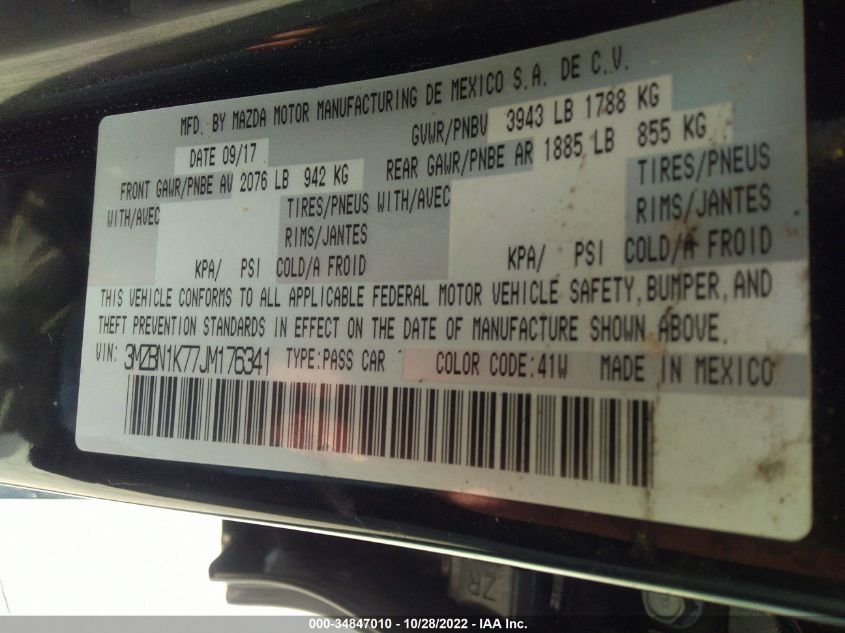 MFD. BY MAZDA MOTOR MANUFACTURING DE MEXICO S.A. DE C.V.
DATE 09/17 GVWR/PNBV 3943 LB 1788 KG
FRONT GAWR/PNBE AV 2076 LB 942 KG REAR GAWR/PNBE AR 1885 LB 855 KG
WITH/AVEC TIRES/PNEUS WITH/AVEC TIRES/PNEUS
RIMS/JANTES RIMS/JANTES
KPA/ PSI COLD/A FROID KPA/ PSI COLD/A FROID
THIS VEHICLE CONFORMS TO ALL APPLICABLE FEDERAL MOTOR VEHICLE SAFETY, BUMPER, AND
THEFT PREVENTION STANDARDS IN EFFECT ON THE DATE OF MANUFACTURE SHOWN ABOVE.
VIN: 3MZBN1K77JM176341 TYPE:PASS CAR COLOR CODE:41W MADE IN MEXICO
ZR
000-34847010 / 10/28/2022 - IAA Inc.